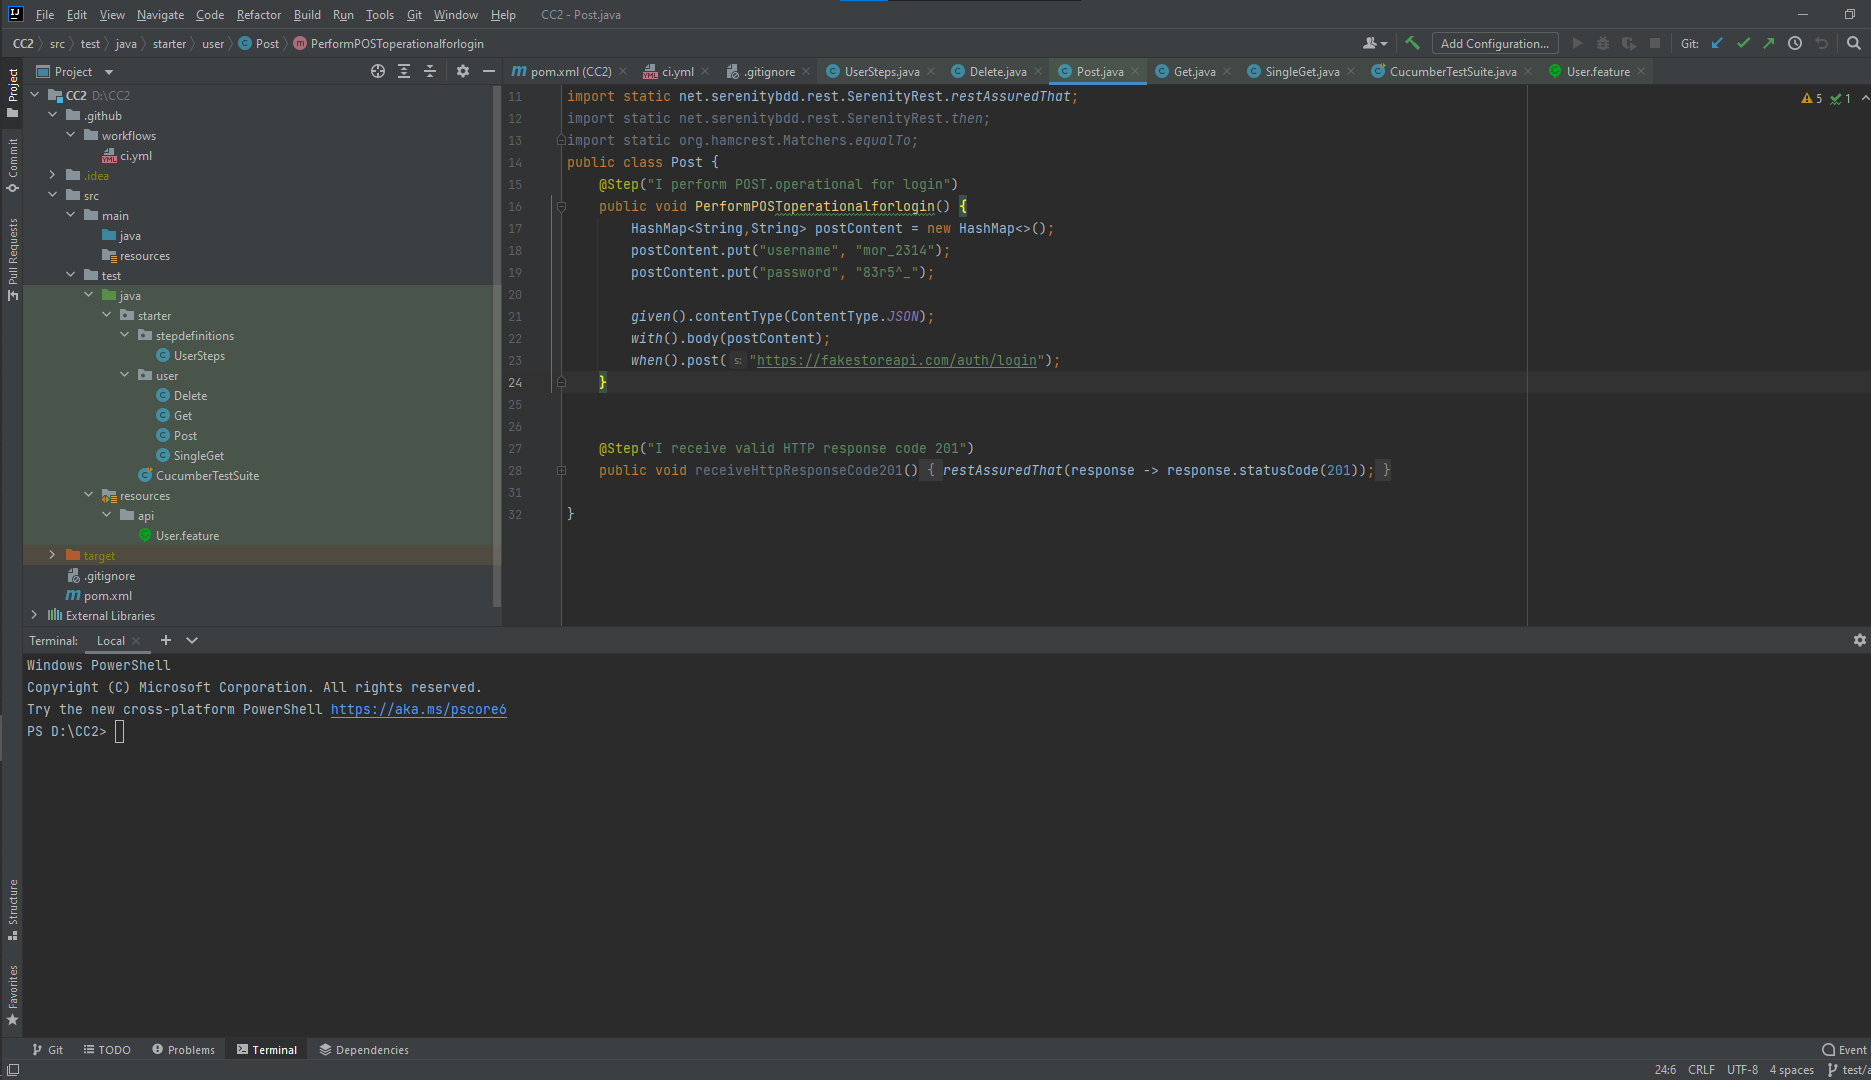 File Edit View Navigate Code Refactor Build Run Tools Git Window Help CC2 - Post.java
CC2 src test java starter user Post PerformPOSToperationalforlogin
Add Configuration... Git:
Project
pom.xml (CC2) ci.yml .gitignore UserSteps.java Delete.java Post.java Get.java SingleGet.java CucumberTestSuite.java User.feature
Project
Commit
Pull Requests
CC2 D:\CC2
.github
workflows
ci.yml
.idea
src
main
java
resources
test
java
starter
stepdefinitions
UserSteps
user
Delete
Get
Post
SingleGet
CucumberTestSuite
resources
api
User.feature
target
.gitignore
pom.xml
External Libraries
5 1
11 import static net.serenitybdd.rest.SerenityRest.restAssuredThat;
12 import static net.serenitybdd.rest.SerenityRest.then;
13 import static org.hamcrest.Matchers.equalTo;
14 public class Post {
15 @Step("I perform POST.operational for login")
16 public void PerformPOSToperationalforlogin() {
17 HashMap<String,String> postContent = new HashMap<>();
18 postContent.put("username", "mor_2314");
19 postContent.put("password", "83r5^_");
20
21 given().contentType(ContentType.JSON);
22 with().body(postContent);
23 when().post( s: "https://fakestoreapi.com/auth/login");
24 }
25
26
27 @Step("I receive valid HTTP response code 201")
28 public void receiveHttpResponseCode201() { restAssuredThat(response -> response.statusCode(201)); }
31
32 }
Terminal: Local
Windows PowerShell
Copyright (C) Microsoft Corporation. All rights reserved.
Try the new cross-platform PowerShell https://aka.ms/pscore6
PS D:\CC2>
Structure
Favorites
Git TODO Problems Terminal Dependencies Event
24:6 CRLF UTF-8 4 spaces test/